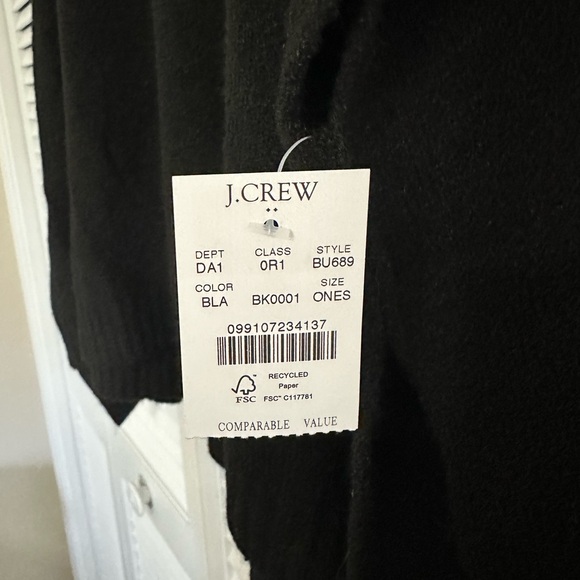 J.CREW
DEPT CLASS STYLE
DA1 0R1 BU689
COLOR SIZE
BLA BK0001 ONES
099107234137
RECYCLED
Paper
FSC™ FSC® C117781
COMPARABLE VALUE